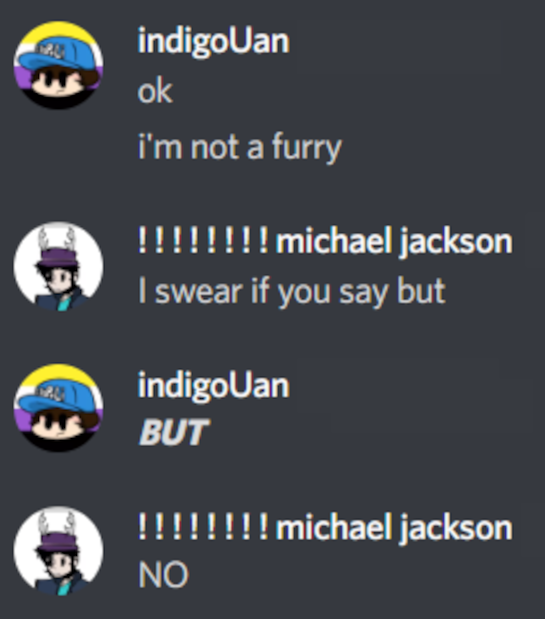 indigoUan
ok
i'm not a furry
!!!!!!!! michael jackson
I swear if you say but
indigoUan
BUT
!!!!!!!! michael jackson
NO